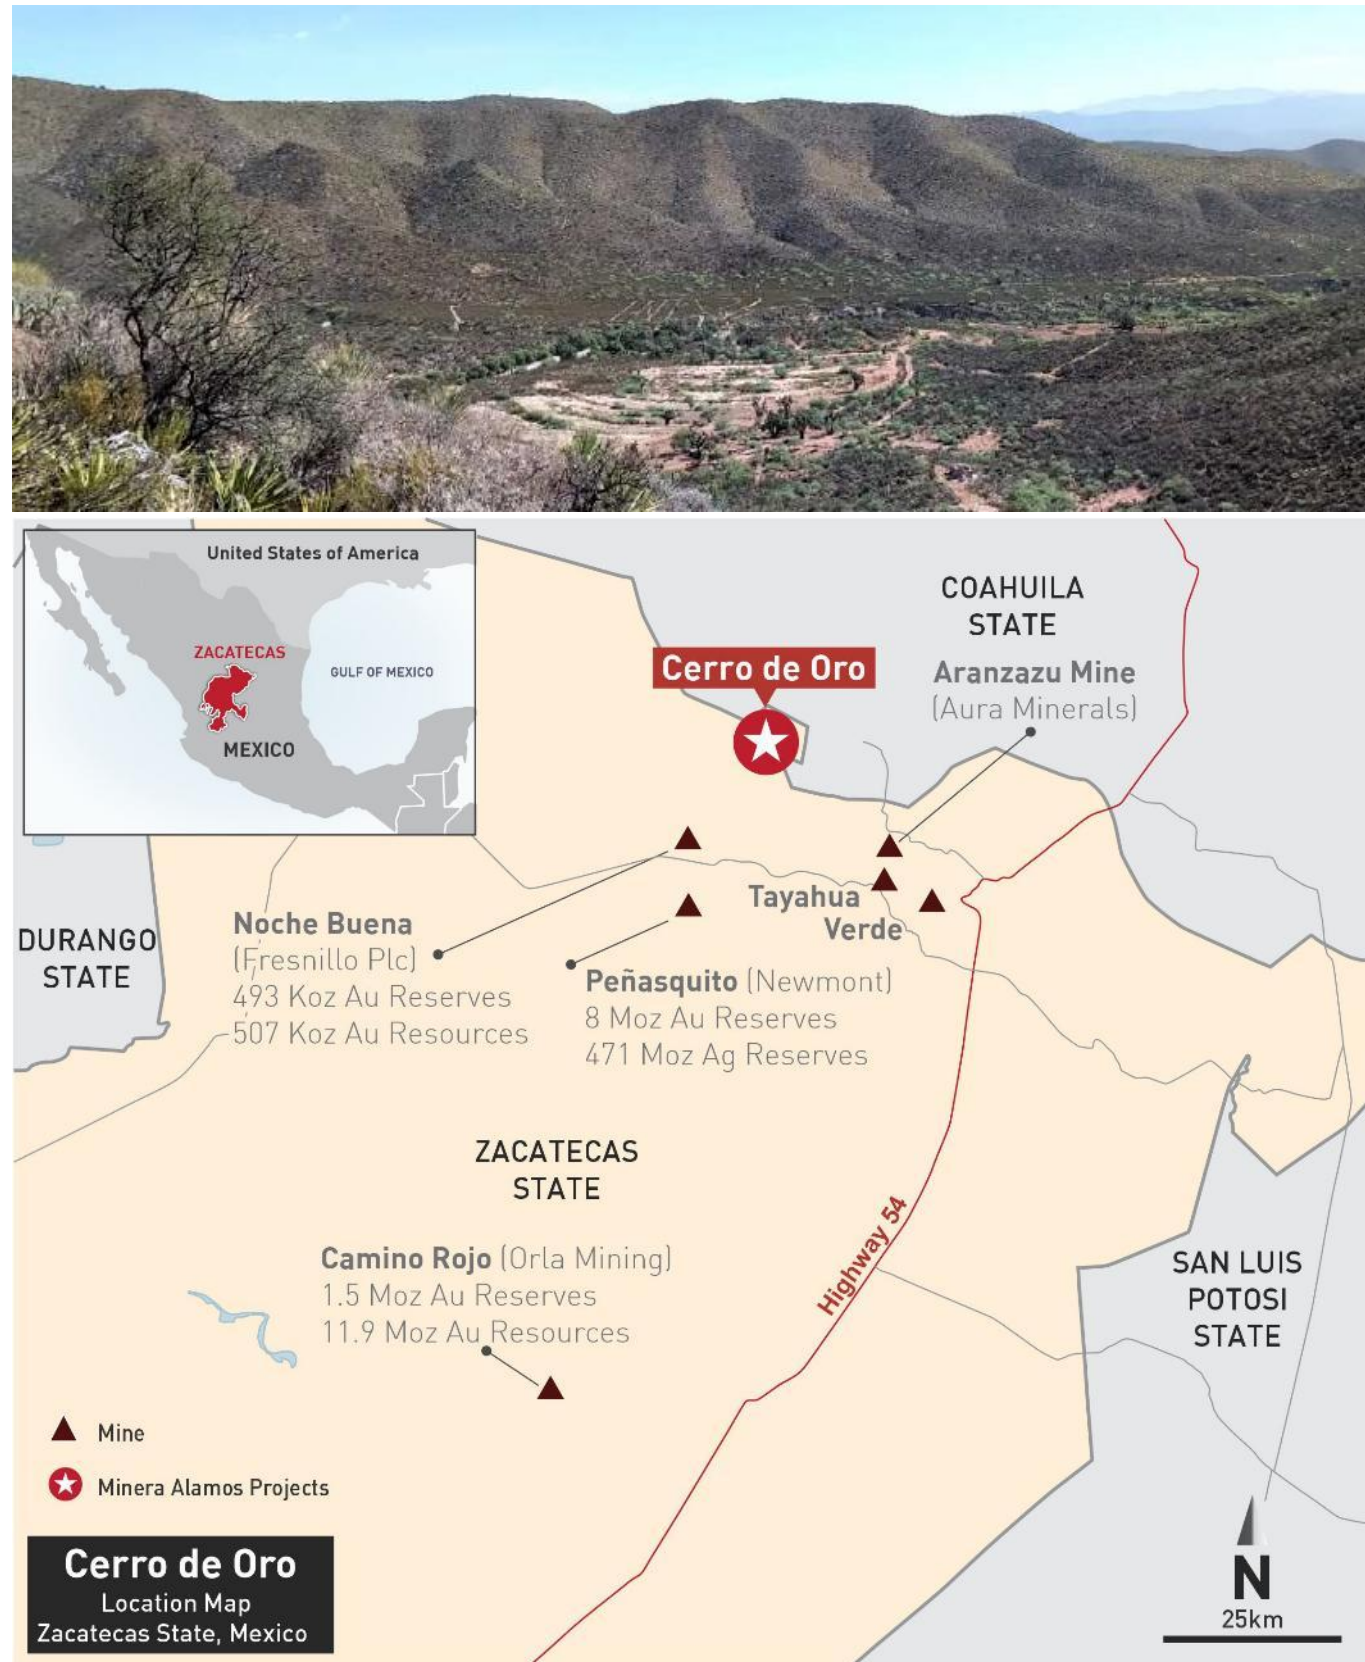 United States of America
ZACATECAS
GULF OF MEXICO
MEXICO
COAHUILA
STATE
Cerro de Oro
Aranzazu Mine
(Aura Minerals)
DURANGO
STATE
Noche Buena
(Fresnillo Plc)
493 Koz Au Reserves
507 Koz Au Resources
Tayahua
Verde
Peñasquito (Newmont)
8 Moz Au Reserves
471 Moz Ag Reserves
ZACATECAS
STATE
Camino Rojo (Orla Mining)
1.5 Moz Au Reserves
11.9 Moz Au Resources
Highway 54
SAN LUIS
POTOSI
STATE
Mine
Minera Alamos Projects
Cerro de Oro
Location Map
Zacatecas State, Mexico
N
25km